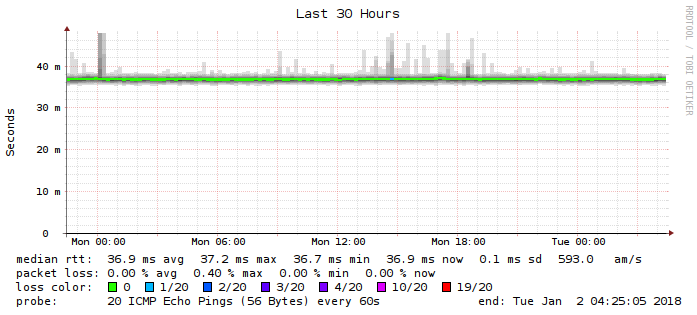 Last 30 Hours
RRDTOOL / TOBI OETIKER
Seconds
40 m
30 m
20 m
10 m
0
Mon 00:00 Mon 06:00 Mon 12:00 Mon 18:00 Tue 00:00
median rtt: 36.9 ms avg 37.2 ms max 36.7 ms min 36.9 ms now 0.1 ms sd 593.0 am/s
packet loss: 0.00 % avg 0.40 % max 0.00 % min 0.00 % now
loss color: 0 1/20 2/20 3/20 4/20 10/20 19/20
probe: 20 ICMP Echo Pings (56 Bytes) every 60s end: Tue Jan 2 04:25:05 2018